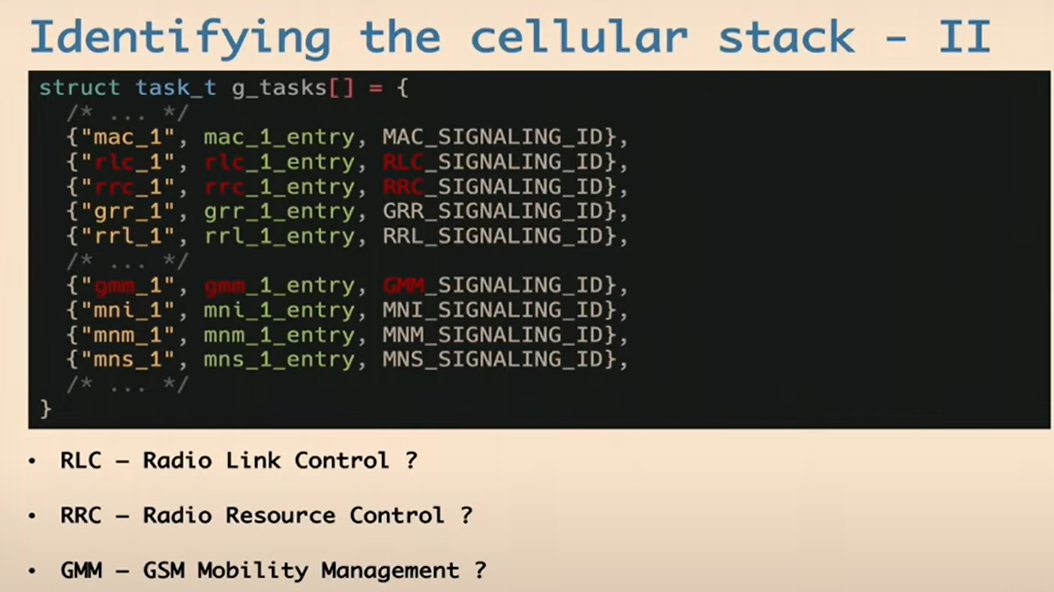 Identifying the cellular stack - II
struct task_t g_tasks[] = {
/* ... */
{"mac_1", mac_1_entry, MAC_SIGNALING_ID},
{"rlc_1", rlc_1_entry, RLC_SIGNALING_ID},
{"rrc_1", rrc_1_entry, RRC_SIGNALING_ID},
{"grr_1", grr_1_entry, GRR_SIGNALING_ID},
{"rrl_1", rrl_1_entry, RRL_SIGNALING_ID},
/* ... */
{"gmm_1", gmm_1_entry, GMM_SIGNALING_ID},
{"mni_1", mni_1_entry, MNI_SIGNALING_ID},
{"mnm_1", mnm_1_entry, MNM_SIGNALING_ID},
{"mns_1", mns_1_entry, MNS_SIGNALING_ID},
/* ... */
}
• RLC – Radio Link Control ?
• RRC – Radio Resource Control ?
• GMM – GSM Mobility Management ?